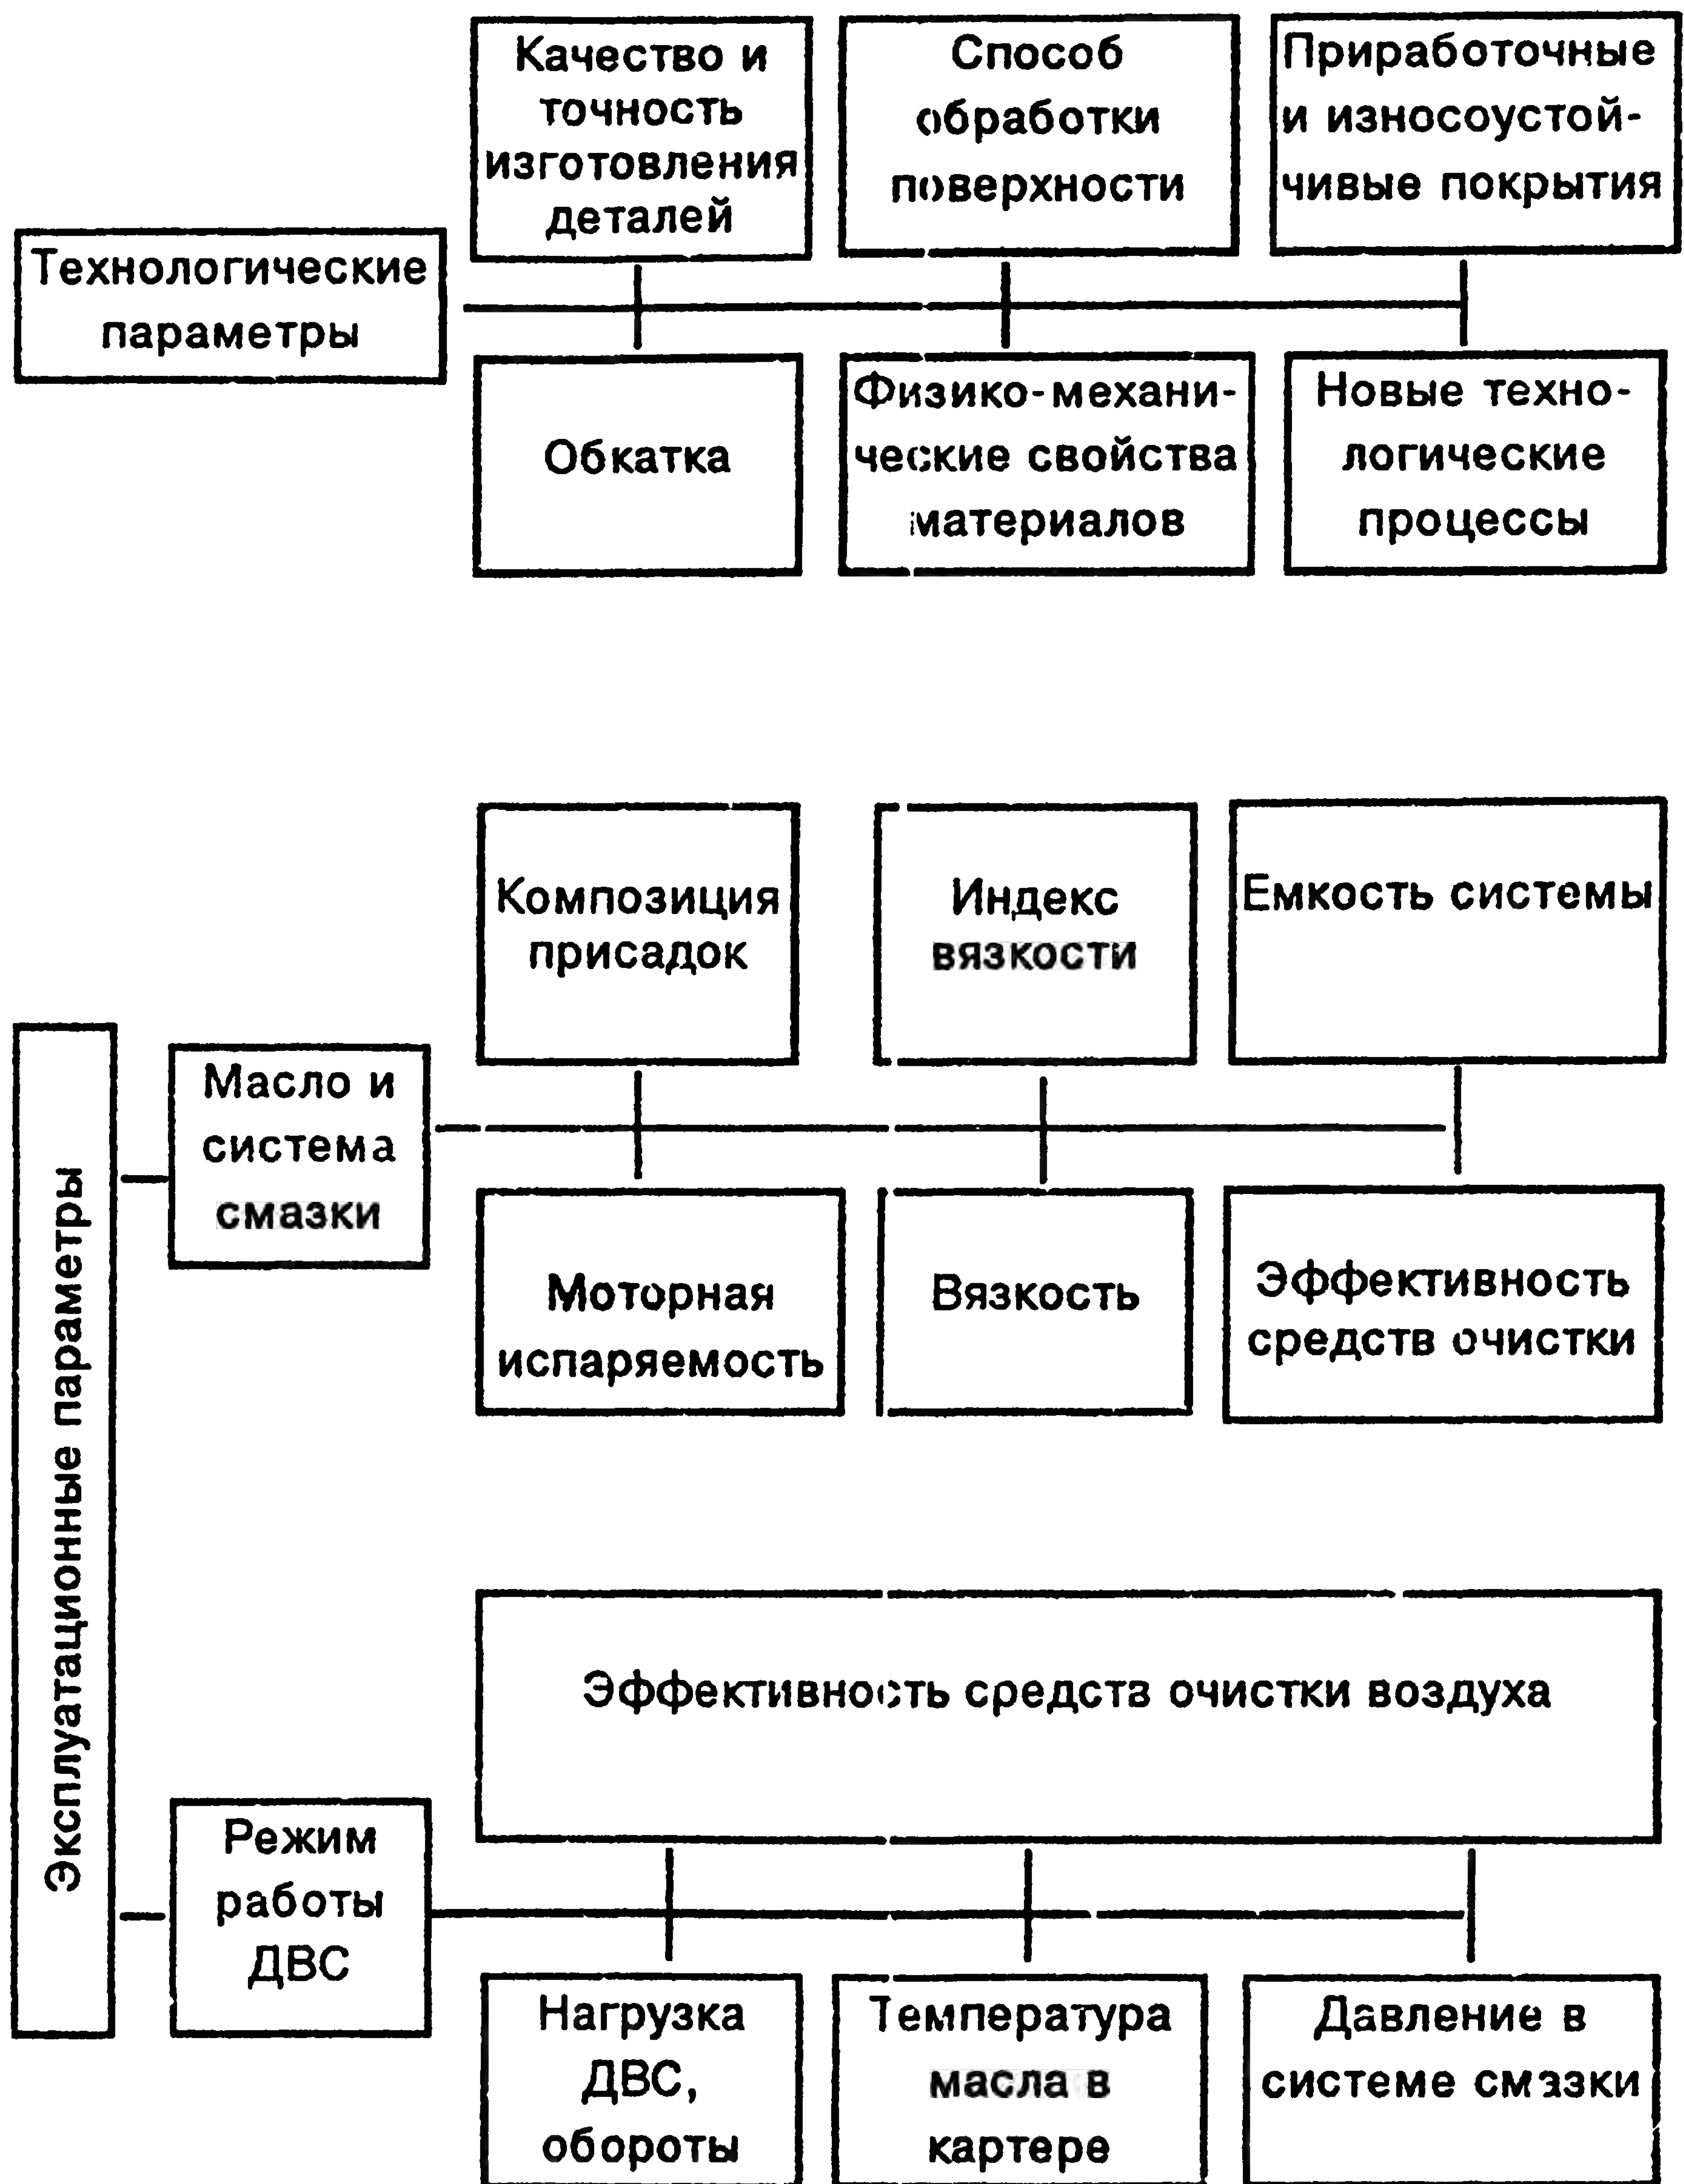 Качество и
точность
изготовления
деталей
Способ
обработки
поверхности
Приработочные
и износоустой-
чивые покрытия
Технологические
параметры
Обкатка
Физико-механи-
ческие свойства
материалов
Новые техно-
логические
процессы
Композиция
присадок
Индекс
вязкости
Емкость системы
Эксплуатационные параметры
Масло и
система
смазки
Моторная
испаряемость
Вязкость
Эффективность
средств очистки
Эффективность средств очистки воздуха
Режим
работы
ДВС
Нагрузка
ДВС,
обороты
Температура
масла в
картере
Давление в
системе смазки